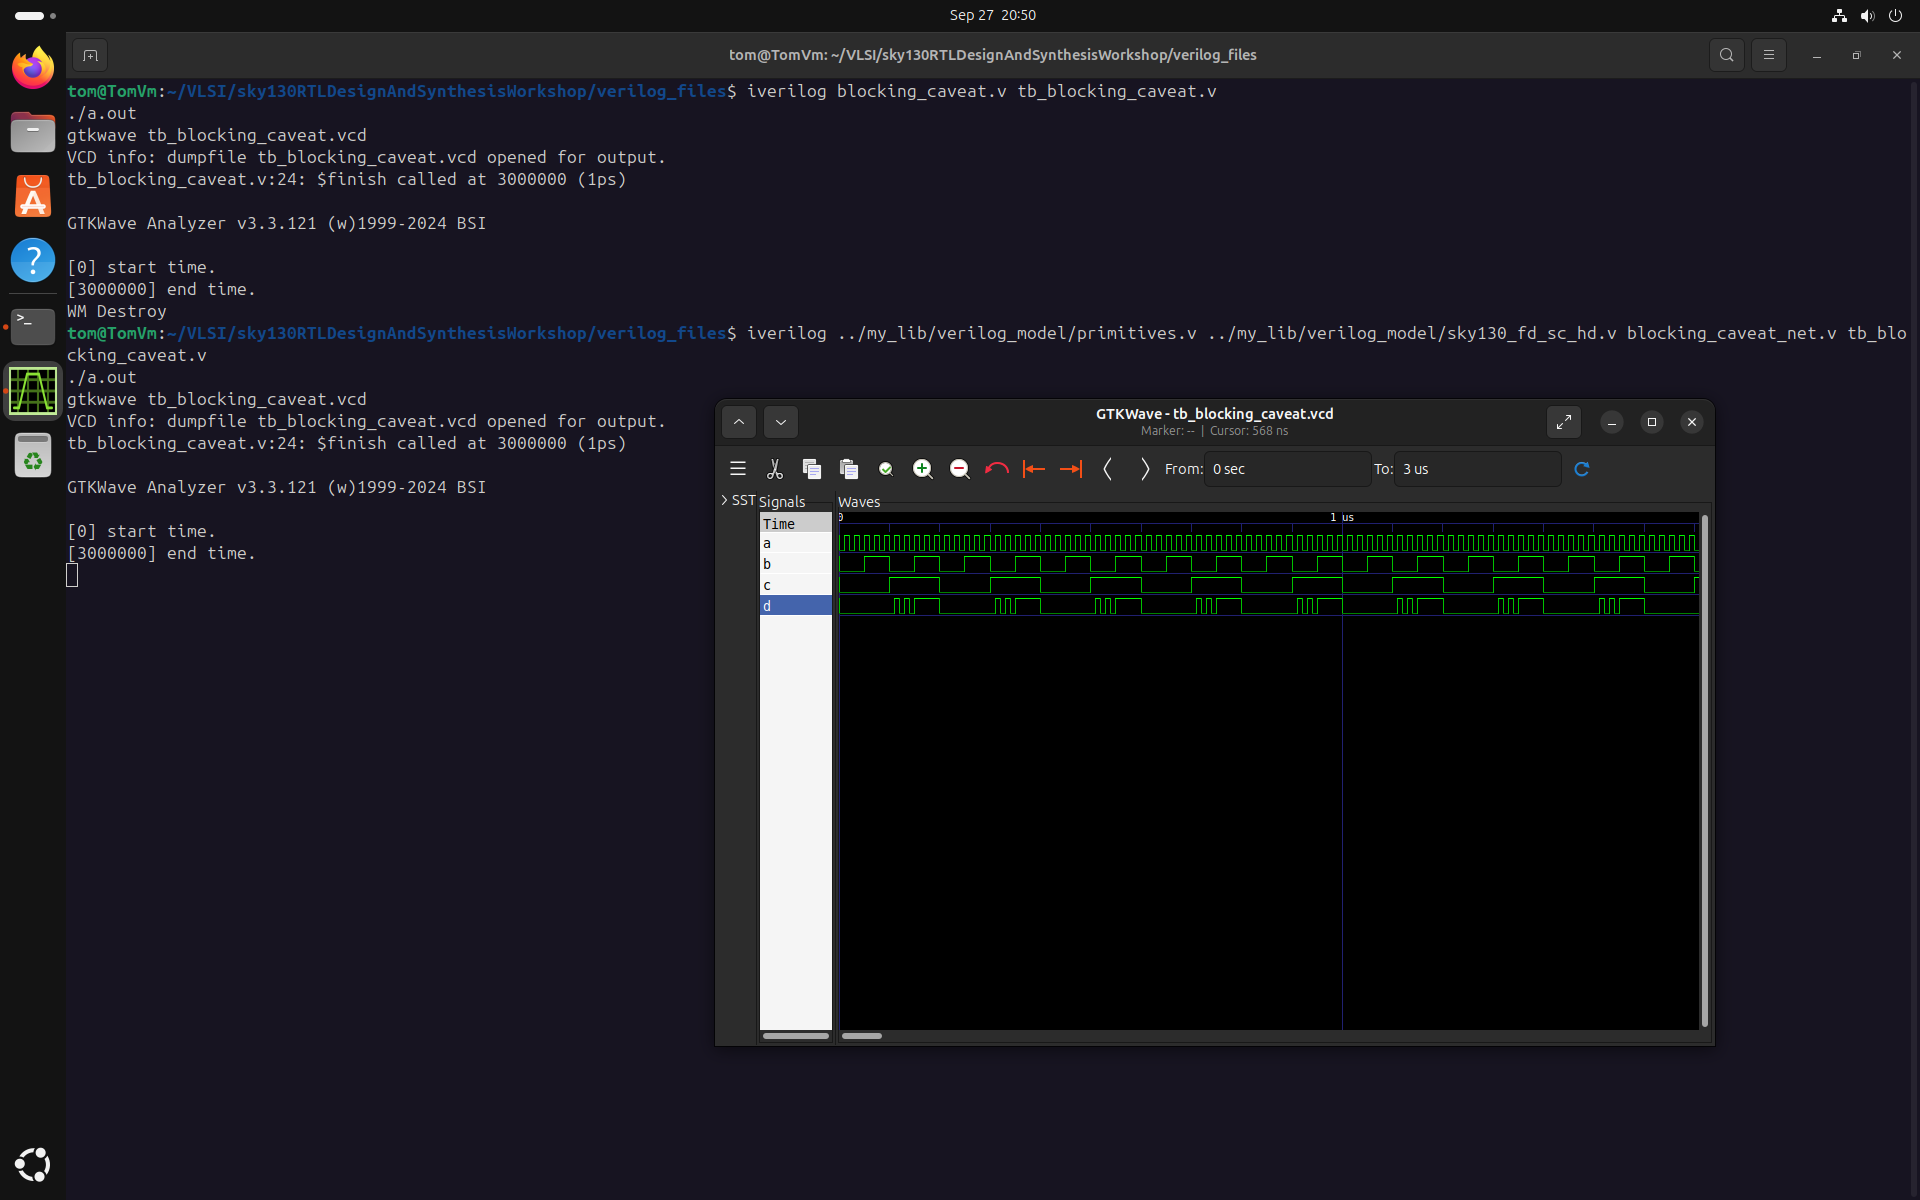 Sep 27 20:50
tom@TomVm: ~/VLSI/sky130RTLDesignAndSynthesisWorkshop/verilog_files
tom@TomVm:~/VLSI/sky130RTLDesignAndSynthesisWorkshop/verilog_files$ iverilog blocking_caveat.v tb_blocking_caveat.v
./a.out
gtkwave tb_blocking_caveat.vcd
VCD info: dumpfile tb_blocking_caveat.vcd opened for output.
tb_blocking_caveat.v:24: $finish called at 3000000 (1ps)
GTKWave Analyzer v3.3.121 (w)1999-2024 BSI
[0] start time.
[3000000] end time.
WM Destroy
tom@TomVm:~/VLSI/sky130RTLDesignAndSynthesisWorkshop/verilog_files$ iverilog ../my_lib/verilog_model/primitives.v ../my_lib/verilog_model/sky130_fd_sc_hd.v blocking_caveat_net.v tb_blo
cking_caveat.v
./a.out
gtkwave tb_blocking_caveat.vcd
VCD info: dumpfile tb_blocking_caveat.vcd opened for output.
tb_blocking_caveat.v:24: $finish called at 3000000 (1ps)
GTKWave Analyzer v3.3.121 (w)1999-2024 BSI
[0] start time.
[3000000] end time.
GTKWave - tb_blocking_caveat.vcd
Marker: -- | Cursor: 568 ns
From: 0 sec To: 3 us
SST Signals Waves
Time 0 1 us
a
b
c
d